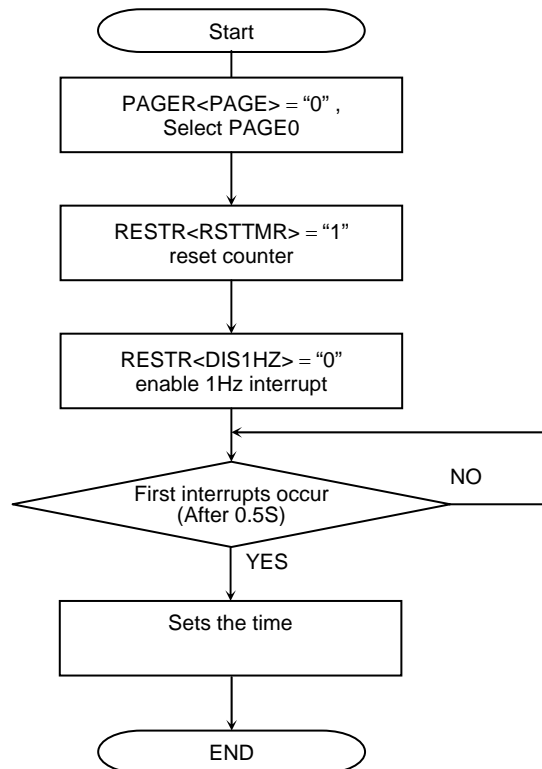 Start
PAGER<PAGE> = “0” ,
Select PAGE0
RESTR<RSTTMR> = “1”
reset counter
RESTR<DIS1HZ> = “0”
enable 1Hz interrupt
First interrupts occur
(After 0.5S)
NO
YES
Sets the time
END